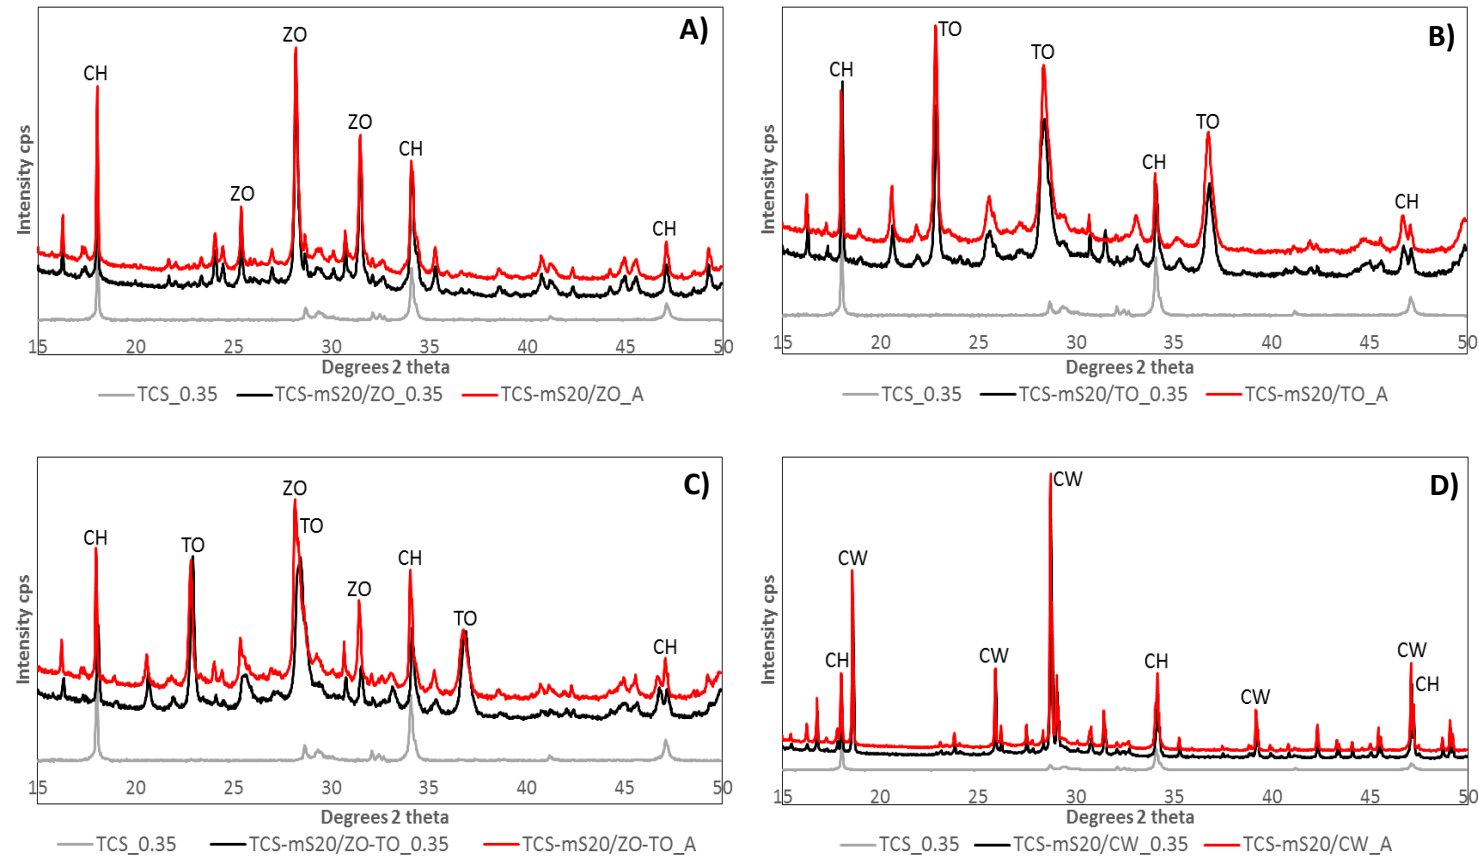 A)
ZO
CH
ZO
CH
ZO
CH
Intensity cps
15 20 25 30 35 40 45 50
Degrees 2 theta
TCS_0.35 TCS-mS20/ZO_0.35 TCS-mS20/ZO_A
B)
TO
TO
CH
TO
CH
CH
Intensity cps
15 20 25 30 35 40 45 50
Degrees 2 theta
TCS_0.35 TCS-mS20/TO_0.35 TCS-mS20/TO_A
C)
ZO
TO
CH
TO
CH
ZO
TO
CH
Intensity cps
15 20 25 30 35 40 45 50
Degrees 2 theta
TCS_0.35 TCS-mS20/ZO-TO_0.35 TCS-mS20/ZO-TO_A
D)
CW
CW
CW
CH
CH
CW
CW
CH
Intensity cps
15 20 25 30 35 40 45 50
Degrees 2 theta
TCS_0.35 TCS-mS20/CW_0.35 TCS-mS20/CW_A